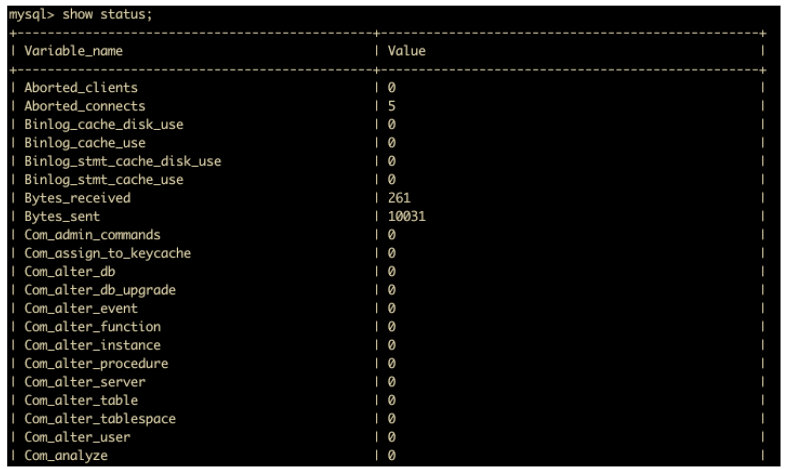 mysql> show status;
+-----------------------------------------------+--------------------------------------------------+
| Variable_name | Value |
+-----------------------------------------------+--------------------------------------------------+
| Aborted_clients | 0 |
| Aborted_connects | 5 |
| Binlog_cache_disk_use | 0 |
| Binlog_cache_use | 0 |
| Binlog_stmt_cache_disk_use | 0 |
| Binlog_stmt_cache_use | 0 |
| Bytes_received | 261 |
| Bytes_sent | 10031 |
| Com_admin_commands | 0 |
| Com_assign_to_keycache | 0 |
| Com_alter_db | 0 |
| Com_alter_db_upgrade | 0 |
| Com_alter_event | 0 |
| Com_alter_function | 0 |
| Com_alter_instance | 0 |
| Com_alter_procedure | 0 |
| Com_alter_server | 0 |
| Com_alter_table | 0 |
| Com_alter_tablespace | 0 |
| Com_alter_user | 0 |
| Com_analyze | 0 |